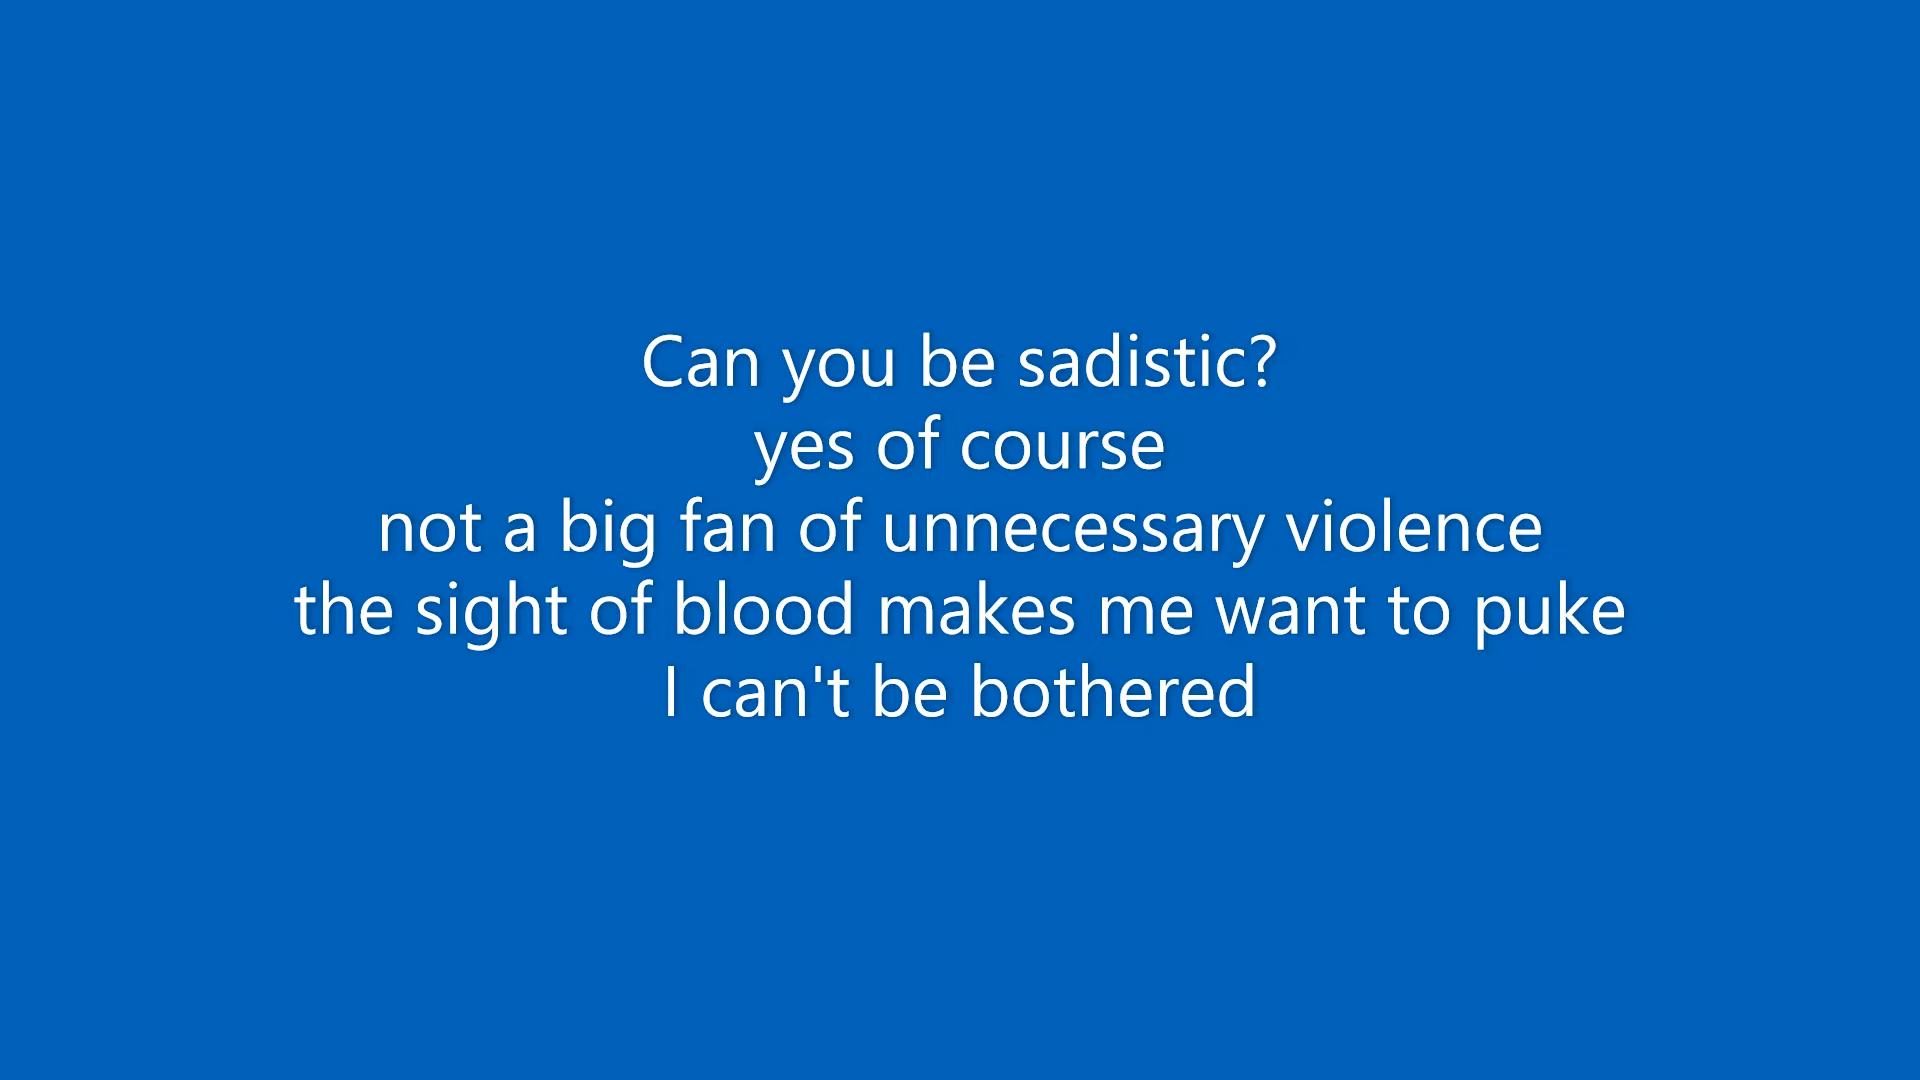 Can you be sadistic?
yes of course
not a big fan of unnecessary violence
the sight of blood makes me want to puke
I can't be bothered